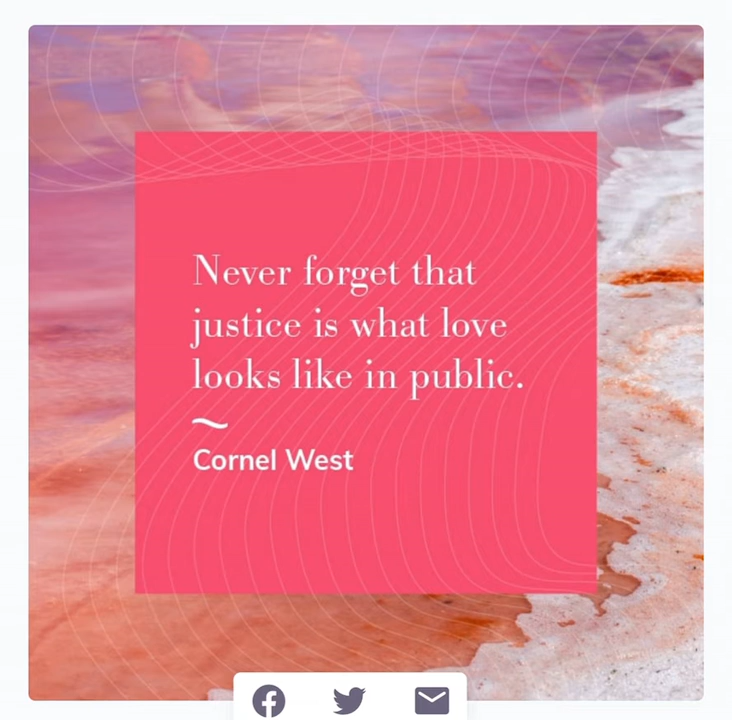 Never forget that
justice is what love
looks like in public.
~
Cornel West